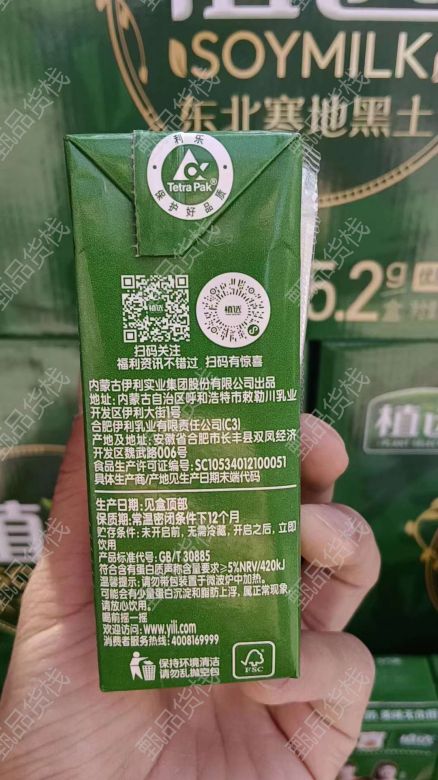 植选
SOYMILK
东北寒地黑土
利乐
Tetra Pak®
保护好品质
5.2g
植选
扫码关注
福利资讯不错过 扫码有惊喜
内蒙古伊利实业集团股份有限公司出品
地址：内蒙古自治区呼和浩特市敕勒川乳业
开发区伊利大街1号
合肥伊利乳业有限责任公司(C3)
产地及地址：安徽省合肥市长丰县双凤经济
开发区魏武路006号
食品生产许可证编号：SC10534012100051
具体生产商/产地见生产日期末端代码
生产日期：见盒顶部
保质期：常温密闭条件下12个月
贮存条件：未开启前，无需冷藏，开启之后，立即
饮用
产品标准代号：GB/T 30885
符合含有蛋白质声称含量要求≥5%NRV/420kJ
温馨提示：请勿带包装置于微波炉中加热。
可能会有少量蛋白沉淀和脂肪上浮，属正常现象，
请放心饮用。
喝前摇一摇
欢迎访问：www.yili.com
消费者服务热线：4008169999
保持环境清洁
请勿乱抛空包
FSC
植选
甄品货栈